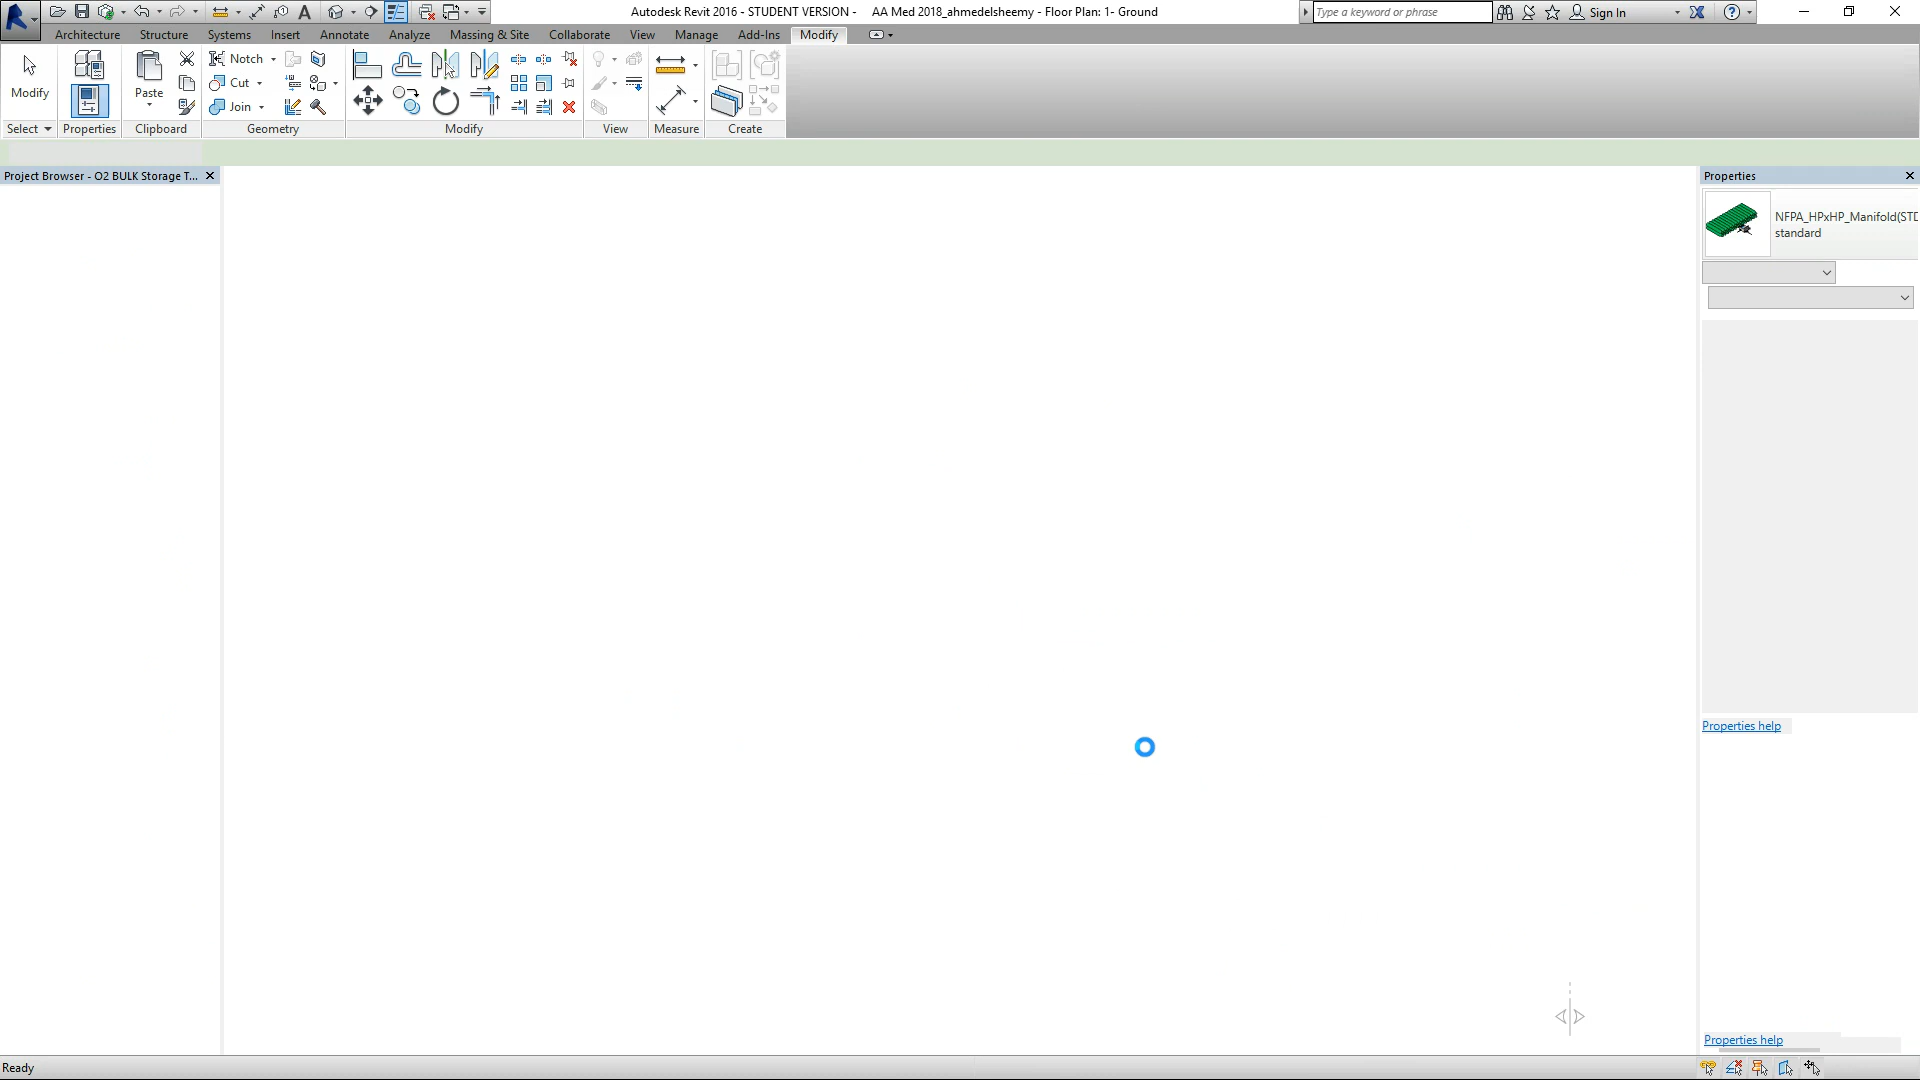 Autodesk Revit 2016 - STUDENT VERSION - AA Med 2018_ahmedelsheemy - Floor Plan: 1- Ground
Type a keyword or phrase
Sign In
Architecture Structure Systems Insert Annotate Analyze Massing & Site Collaborate View Manage Add-Ins Modify
Modify
Paste
Notch
Cut
Join
Select Properties Clipboard Geometry Modify View Measure Create
Project Browser - O2 BULK Storage T...
Properties
NFPA_HPxHP_Manifold(STD
standard
Properties help
Properties help
Ready